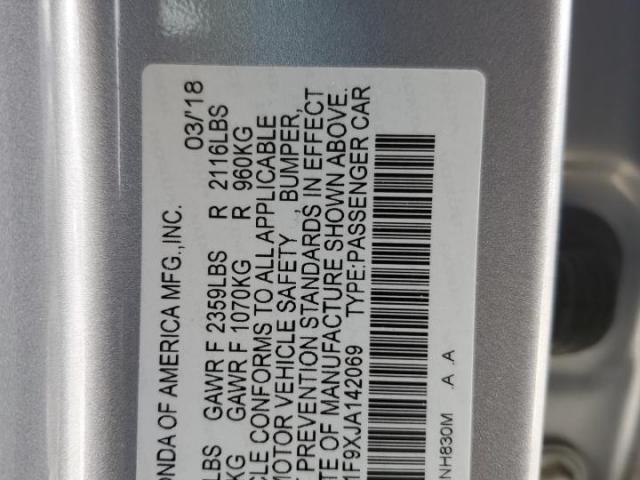 ONDA OF AMERICA MFG.,INC. 03/'18
LBS GAWR F 2359LBS R 2116LBS
KG GAWR F 1070KG R 960KG
CLE CONFORMS TO ALL APPLICABLE
MOTOR VEHICLE SAFETY , BUMPER,
PREVENTION STANDARDS IN EFFECT
TE OF MANUFACTURE SHOWN ABOVE.
1F9XJA142069 TYPE:PASSENGER CAR
NH830M .A .A